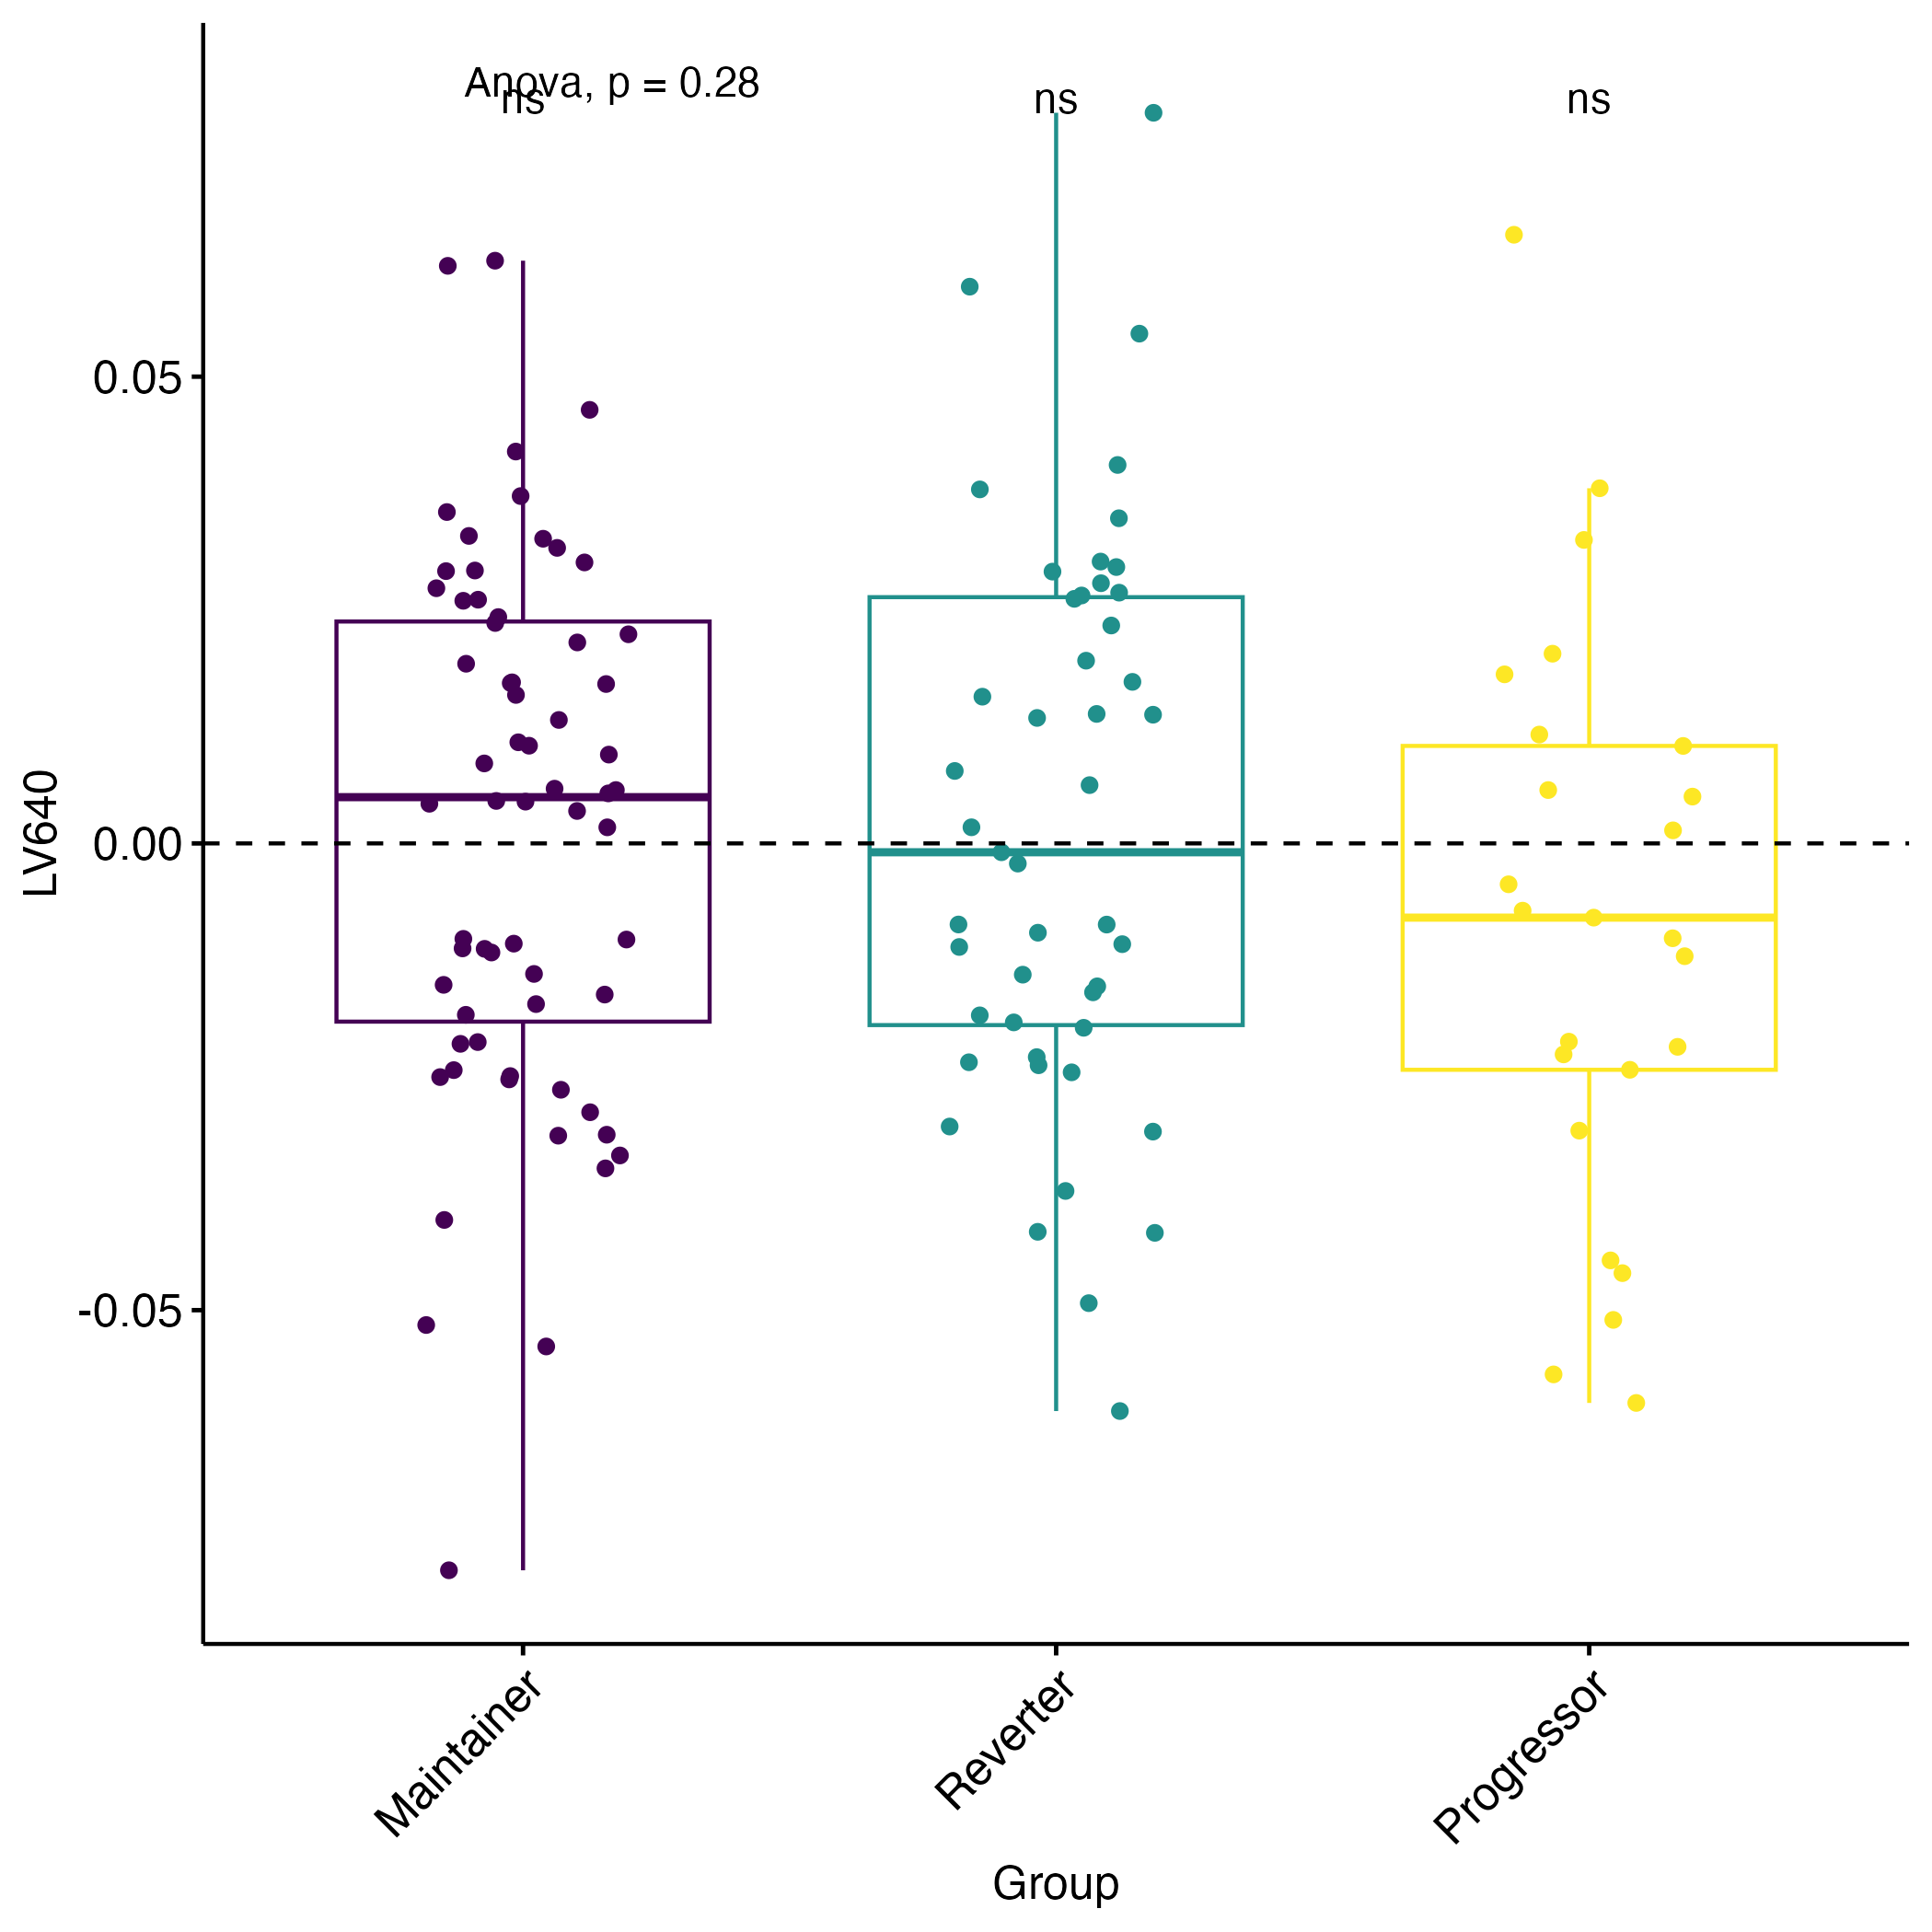 Anova, p = 0.28
ns
ns
ns
0.05
0.00
-0.05
LV640
Maintainer
Reverter
Progressor
Group